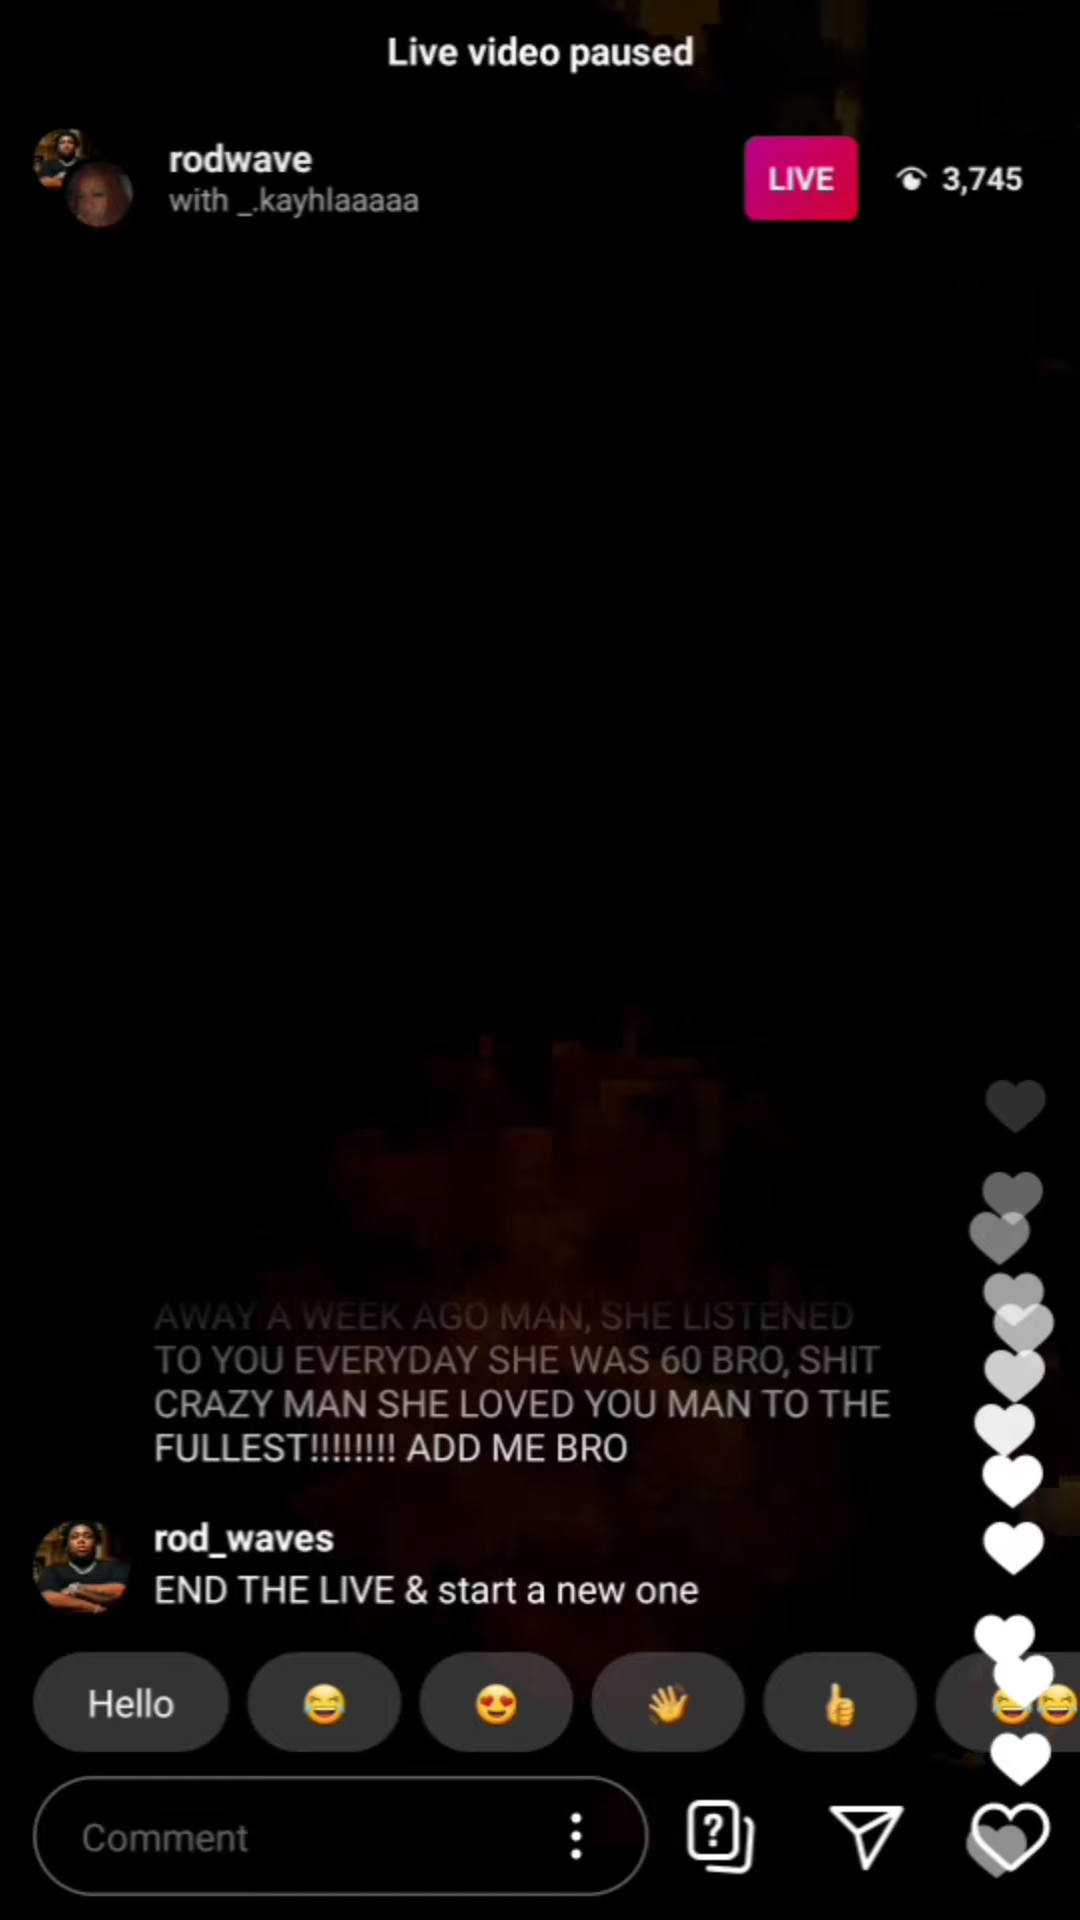 Live video paused
rodwave
with _.kayhlaaaaa
LIVE
3,745
AWAY A WEEK AGO MAN, SHE LISTENED
TO YOU EVERYDAY SHE WAS 60 BRO, SHIT
CRAZY MAN SHE LOVED YOU MAN TO THE
FULLEST!!!!!!!! ADD ME BRO
rod_waves
END THE LIVE & start a new one
Hello
Comment